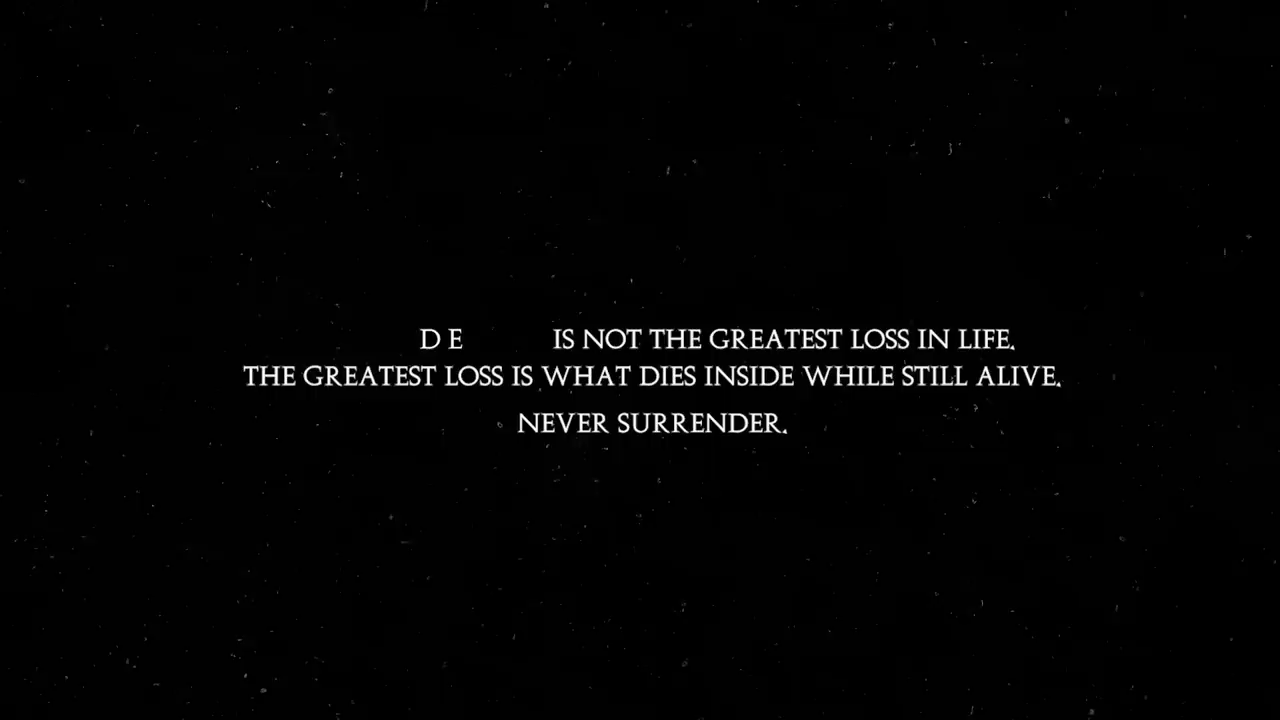 D E IS NOT THE GREATEST LOSS IN LIFE.
THE GREATEST LOSS IS WHAT DIES INSIDE WHILE STILL ALIVE.
NEVER SURRENDER.